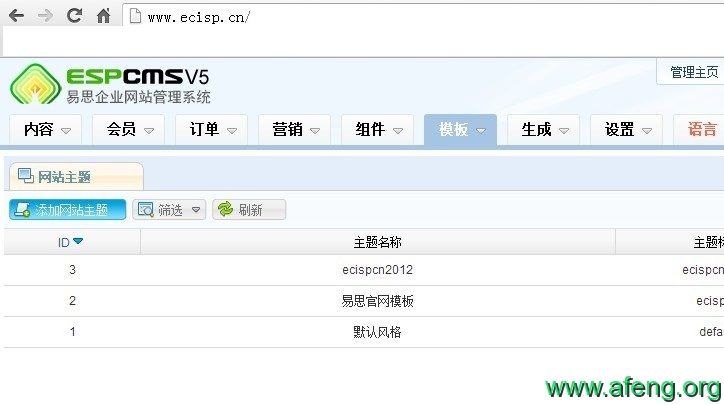 www.ecisp.cn/
ESPCMS V5
易思企业网站管理系统
管理主页
内容 会员 订单 营销 组件 模板 生成 设置 语言
网站主题
添加网站主题 筛选 刷新
ID 主题名称 主题标
3 ecispcn2012 ecispcn
2 易思官网模板 ecisp
1 默认风格 defau
www.afeng.org